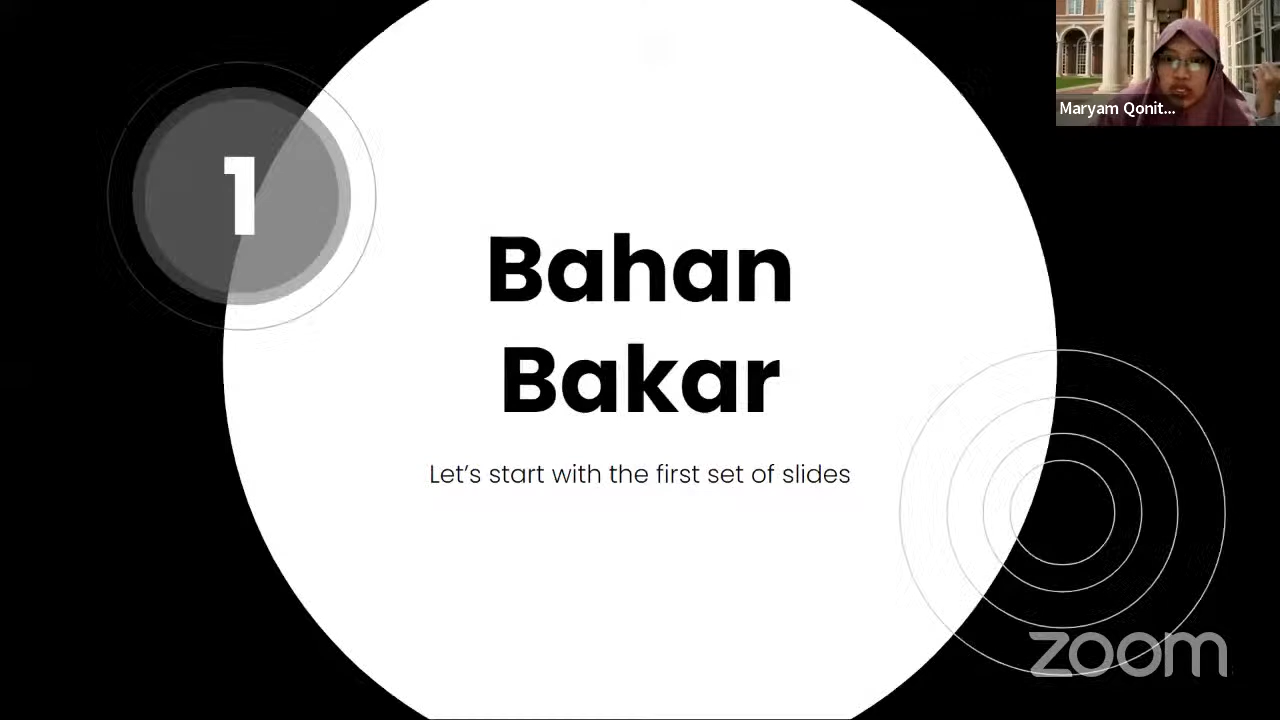 Maryam Qonit...
1
Bahan
Bakar
Let's start with the first set of slides
zoom